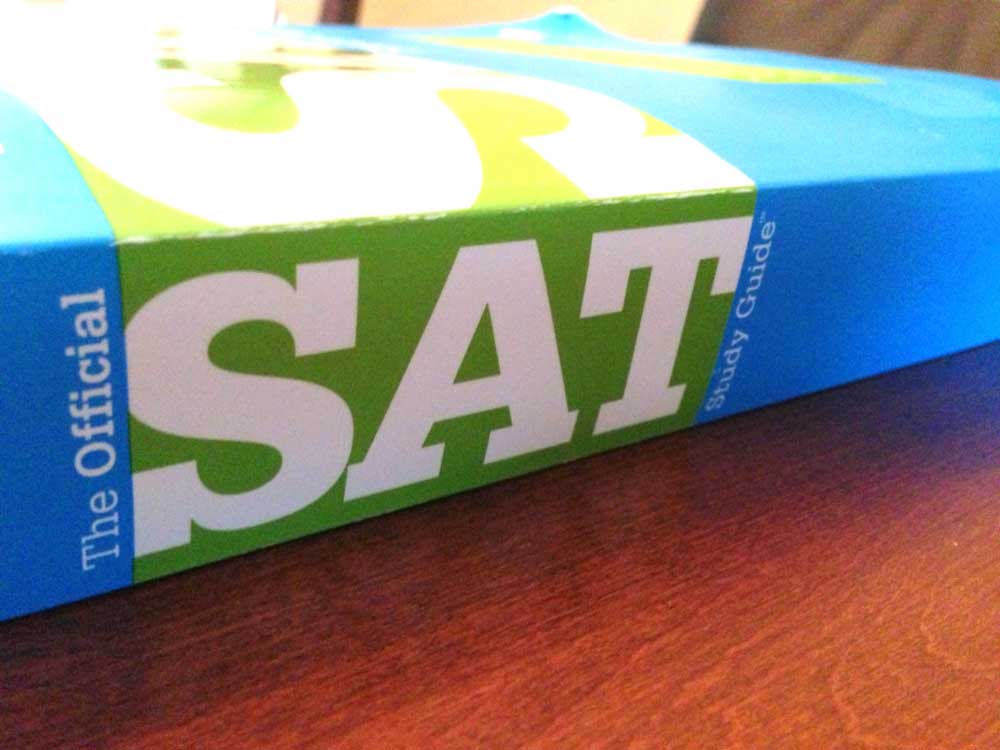 The Official
SAT
Study Guide™